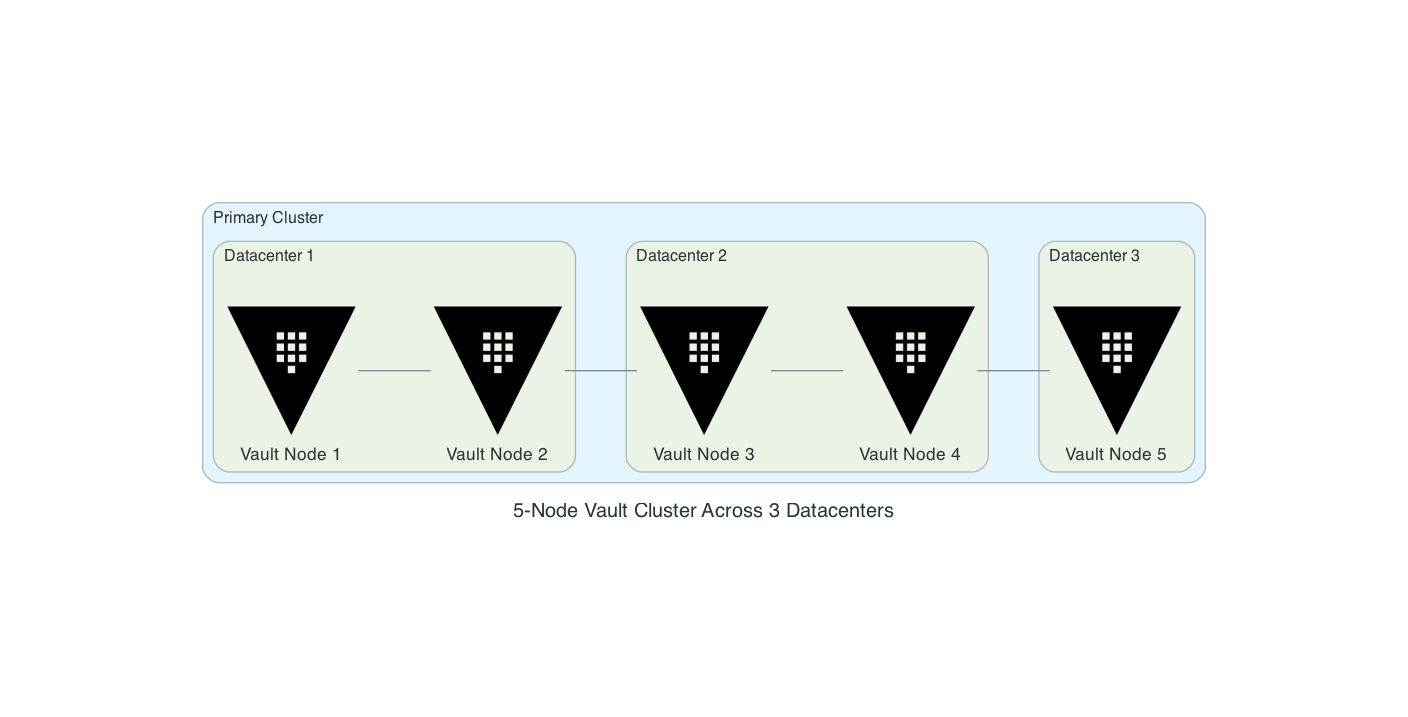 Primary Cluster
Datacenter 1
Datacenter 2
Datacenter 3
Vault Node 1
Vault Node 2
Vault Node 3
Vault Node 4
Vault Node 5
5-Node Vault Cluster Across 3 Datacenters